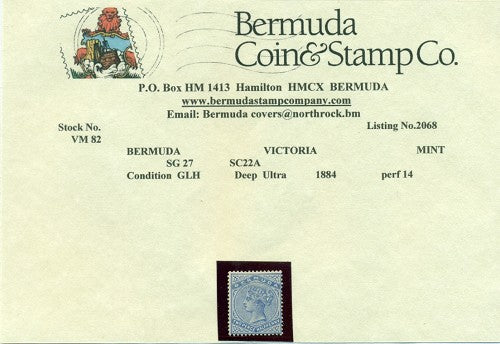 Bermuda
Coin&Stamp Co.
P.O. Box HM 1413 Hamilton HMCX BERMUDA
www.bermudastampcompany.com
Email: Bermuda covers@northrock.bm
Stock No. Listing No.2068
VM 82
BERMUDA VICTORIA MINT
SG 27 SC22A
Condition GLH Deep Ultra 1884 perf 14
BERMUDA